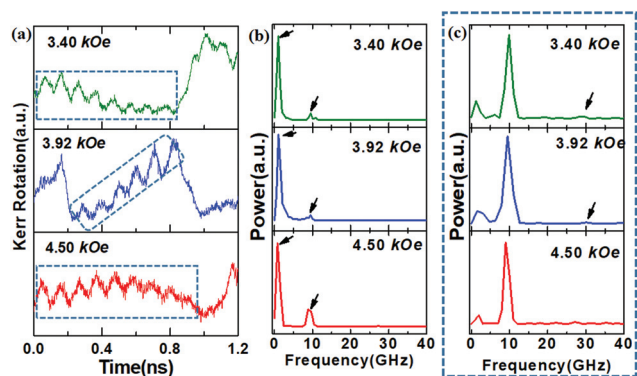 (a)
3.40 kOe
3.92 kOe
4.50 kOe
Kerr Rotation(a.u.)
0.0 0.4 0.8 1.2
Time(ns)
(b)
3.40 kOe
3.92 kOe
4.50 kOe
Power(a.u.)
0 10 20 30 40
Frequency(GHz)
(c)
3.40 kOe
3.92 kOe
4.50 kOe
Power(a.u.)
0 10 20 30 40
Frequency(GHz)